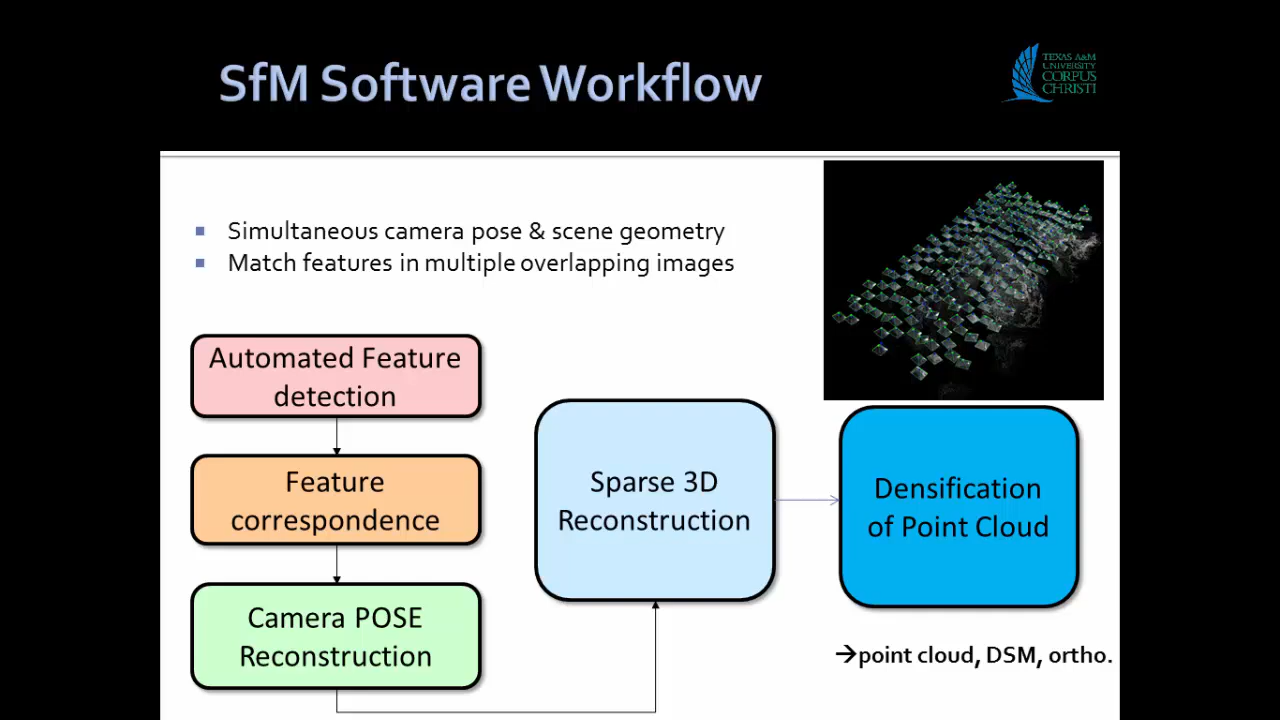 SfM Software Workflow
TEXAS A&M
UNIVERSITY
CORPUS
CHRISTI
Simultaneous camera pose & scene geometry
Match features in multiple overlapping images
Automated Feature
detection
Feature
correspondence
Camera POSE
Reconstruction
Sparse 3D
Reconstruction
Densification
of Point Cloud
→point cloud, DSM, ortho.